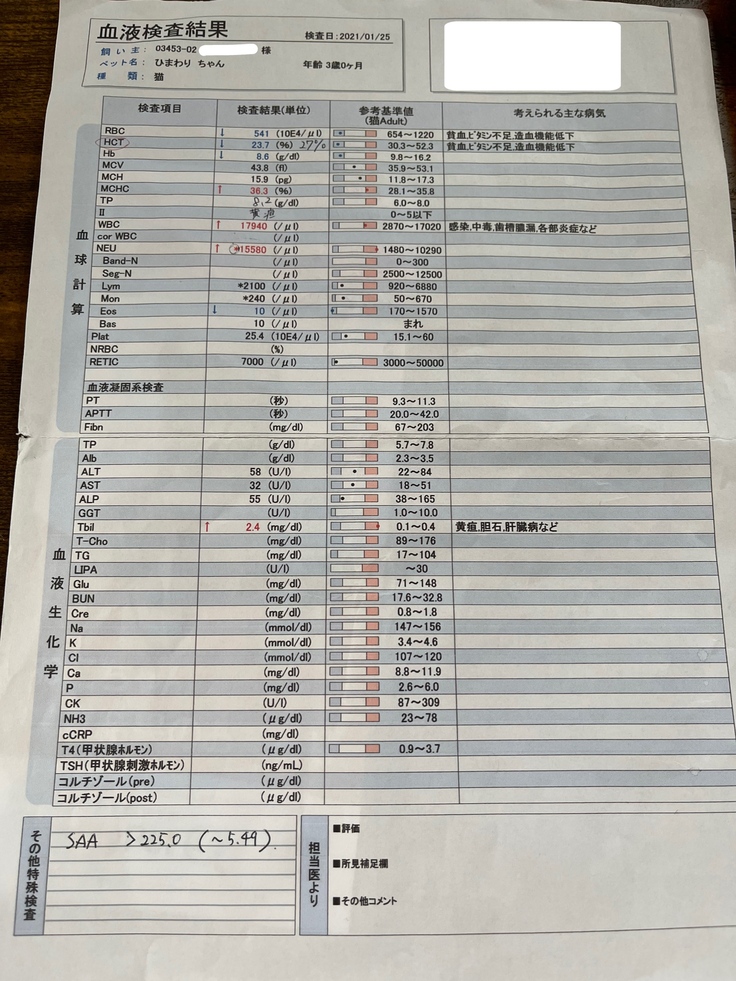 血液検査結果
検査日:2021/01/25
飼い主: 03453-02 様
ペット名: ひまわり ちゃん 年齢 3歳0ヶ月
種 類: 猫
検査項目 検査結果(単位) 参考基準値(猫Adult) 考えられる主な病気
血球計算
RBC ↓ 541 (10E4/μl) 654～1220 貧血,ビタミン不足,造血機能低下
HCT ↓ 23.7 (%) 27% 30.3～52.3 貧血,ビタミン不足,造血機能低下
Hb ↓ 8.6 (g/dl) 9.8～16.2
MCV 43.8 (fl) 35.9～53.1
MCH 15.9 (pg) 11.8～17.3
MCHC ↑ 36.3 (%) 28.1～35.8
TP 8.2 (g/dl) 6.0～8.0
II 黄疸 0～5以下
WBC ↑ 17940 (/μl) 2870～17020 感染,中毒,歯槽膿漏,各部炎症など
cor WBC (/μl)
NEU ↑ *15580 (/μl) 1480～10290
Band-N (/μl) 0～300
Seg-N (/μl) 2500～12500
Lym *2100 (/μl) 920～6880
Mon *240 (/μl) 50～670
Eos ↓ 10 (/μl) 170～1570
Bas 10 (/μl) まれ
Plat 25.4 (10E4/μl) 15.1～60
NRBC (%)
RETIC 7000 (/μl) 3000～50000
血液凝固系検査
PT (秒) 9.3～11.3
APTT (秒) 20.0～42.0
Fibn (mg/dl) 67～203
血液生化学
TP (g/dl) 5.7～7.8
Alb (g/dl) 2.3～3.5
ALT 58 (U/l) 22～84
AST 32 (U/l) 18～51
ALP 55 (U/l) 38～165
GGT (U/l) 1.0～10.0
Tbil ↑ 2.4 (mg/dl) 0.1～0.4 黄疸,胆石,肝臓病など
T-Cho (mg/dl) 89～176
TG (mg/dl) 17～104
LIPA (U/l) ～30
Glu (mg/dl) 71～148
BUN (mg/dl) 17.6～32.8
Cre (mg/dl) 0.8～1.8
Na (mmol/dl) 147～156
K (mmol/dl) 3.4～4.6
Cl (mmol/dl) 107～120
Ca (mg/dl) 8.8～11.9
P (mg/dl) 2.6～6.0
CK (U/l) 87～309
NH3 (μg/dl) 23～78
cCRP (mg/dl)
T4(甲状腺ホルモン) (μg/dl) 0.9～3.7
TSH(甲状腺刺激ホルモン) (ng/mL)
コルチゾール(pre) (μg/dl)
コルチゾール(post) (μg/dl)
その他特殊検査
SAA >225.0 (～5.49).
担当医より
■評価
■所見補足欄
■その他コメント